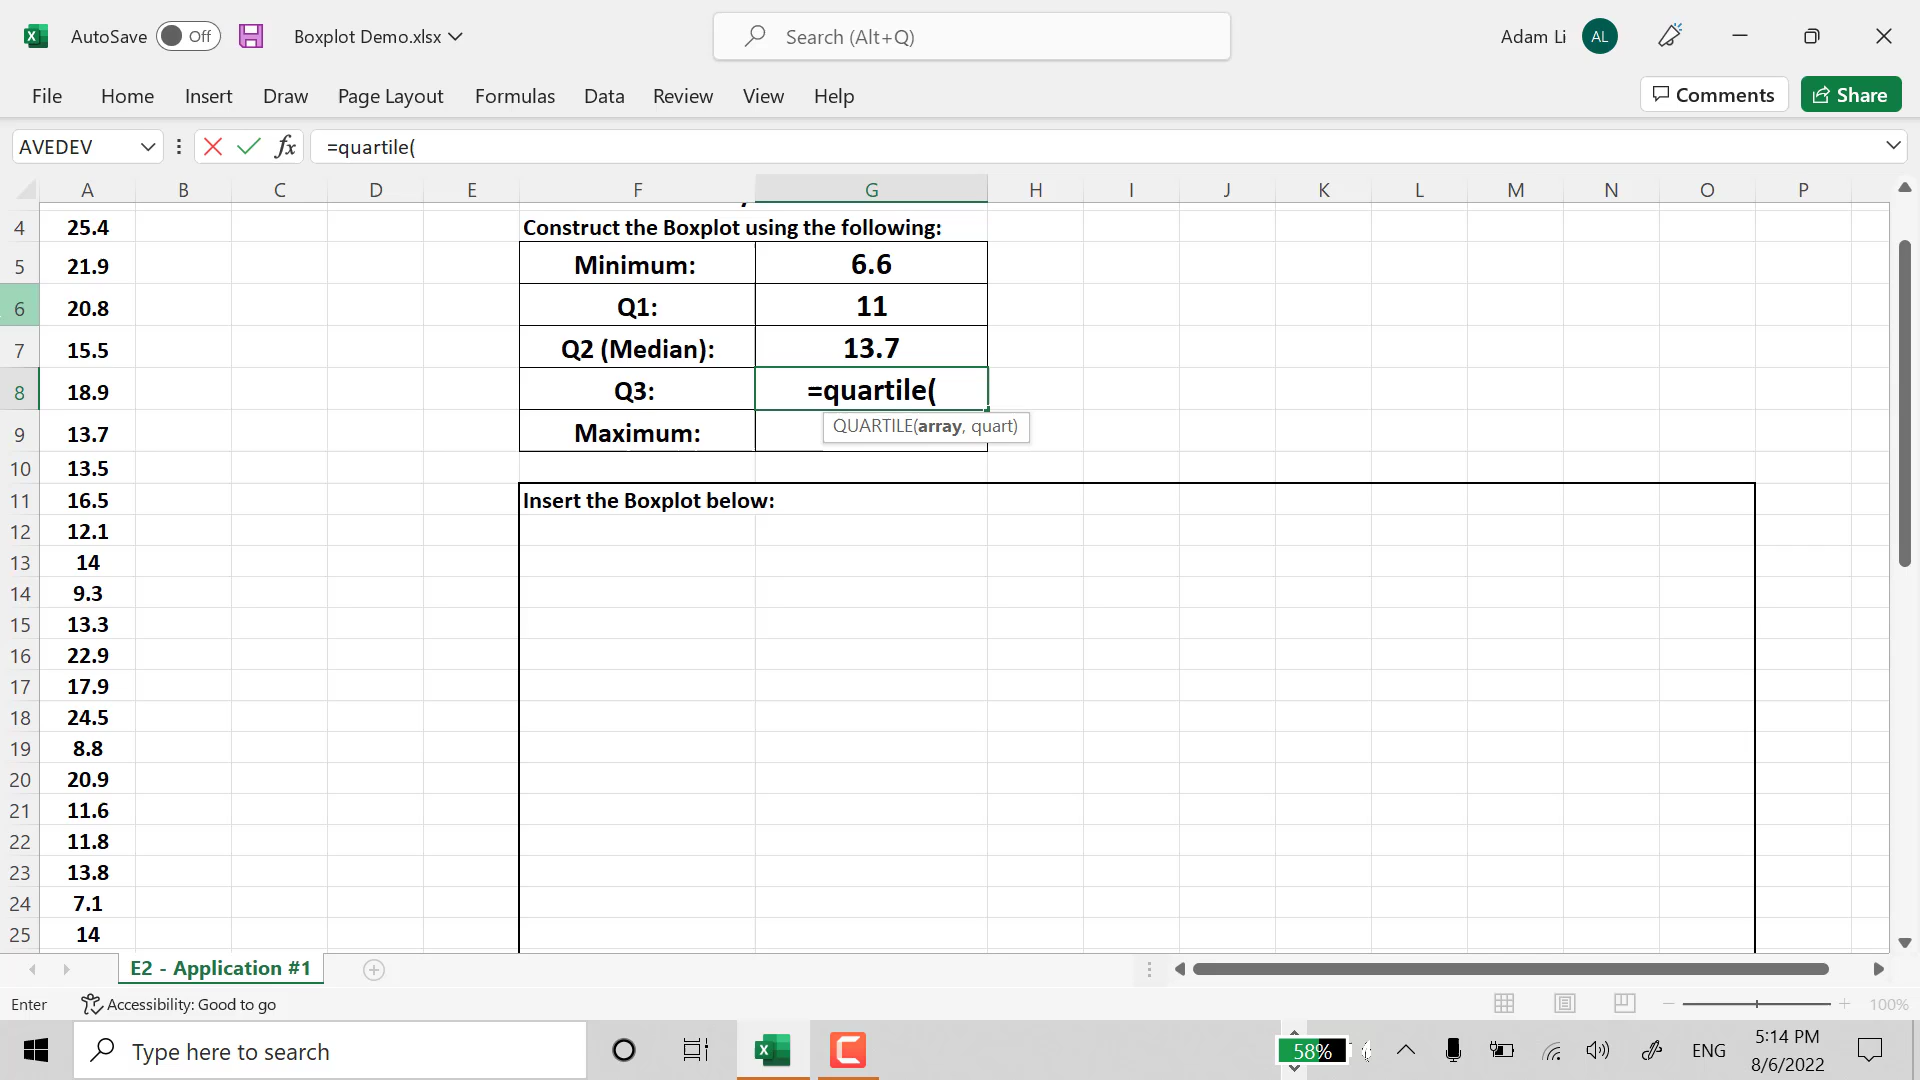 AutoSave Off Boxplot Demo.xlsx Search (Alt+Q) Adam Li AL
File Home Insert Draw Page Layout Formulas Data Review View Help Comments Share
AVEDEV fx =quartile(
A B C D E F G H I J K L M N O P
4 25.4 Construct the Boxplot using the following:
5 21.9 Minimum: 6.6
6 20.8 Q1: 11
7 15.5 Q2 (Median): 13.7
8 18.9 Q3: =quartile(
QUARTILE(array, quart)
9 13.7 Maximum:
10 13.5
11 16.5 Insert the Boxplot below:
12 12.1
13 14
14 9.3
15 13.3
16 22.9
17 17.9
18 24.5
19 8.8
20 20.9
21 11.6
22 11.8
23 13.8
24 7.1
25 14
E2 - Application #1
Enter Accessibility: Good to go 100%
Type here to search 58% ENG 5:14 PM
8/6/2022